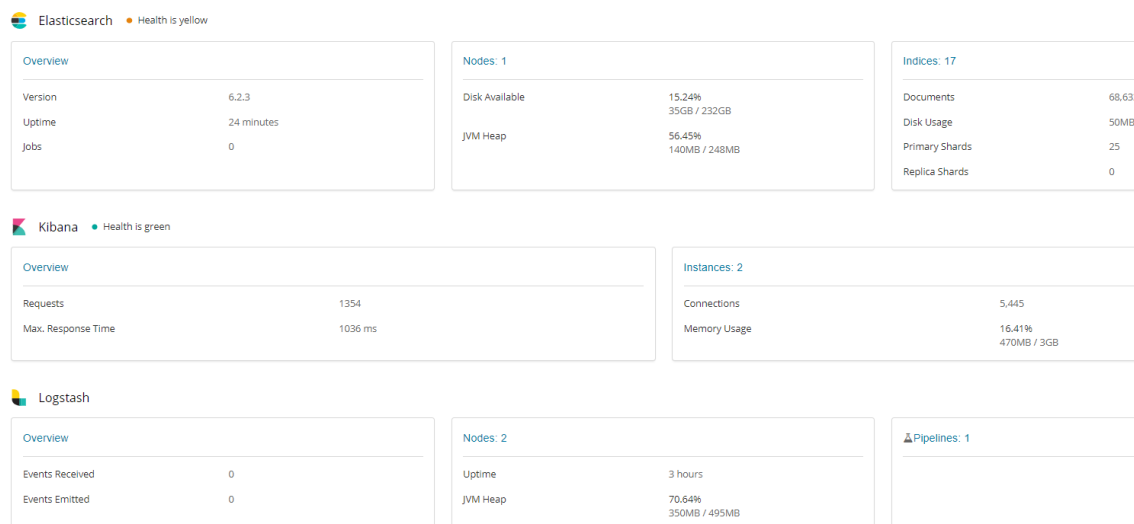 Elasticsearch Health is yellow
Overview
Version 6.2.3
Uptime 24 minutes
Jobs 0
Nodes: 1
Disk Available 15.24%
35GB / 232GB
JVM Heap 56.45%
140MB / 248MB
Indices: 17
Documents 68,63
Disk Usage 50MB
Primary Shards 25
Replica Shards 0
Kibana Health is green
Overview
Requests 1354
Max. Response Time 1036 ms
Instances: 2
Connections 5,445
Memory Usage 16.41%
470MB / 3GB
Logstash
Overview
Events Received 0
Events Emitted 0
Nodes: 2
Uptime 3 hours
JVM Heap 70.64%
350MB / 495MB
Pipelines: 1